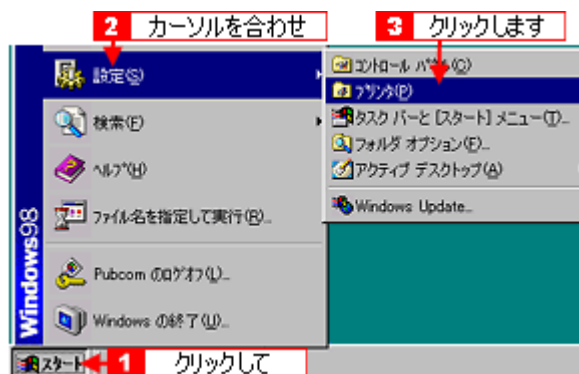 2 カーソルを合わせ
3 クリックします
設定(S)
検索(F)
ヘルプ(H)
ファイル名を指定して実行(R)...
Pubcom のログオフ(L)...
Windows の終了(U)...
コントロール パネル(C)
プリンタ(P)
タスク バーと [スタート] メニュー(T)...
フォルダ オプション(F)...
アクティブ デスクトップ(A)
Windows Update...
Windows98
スタート
1 クリックして